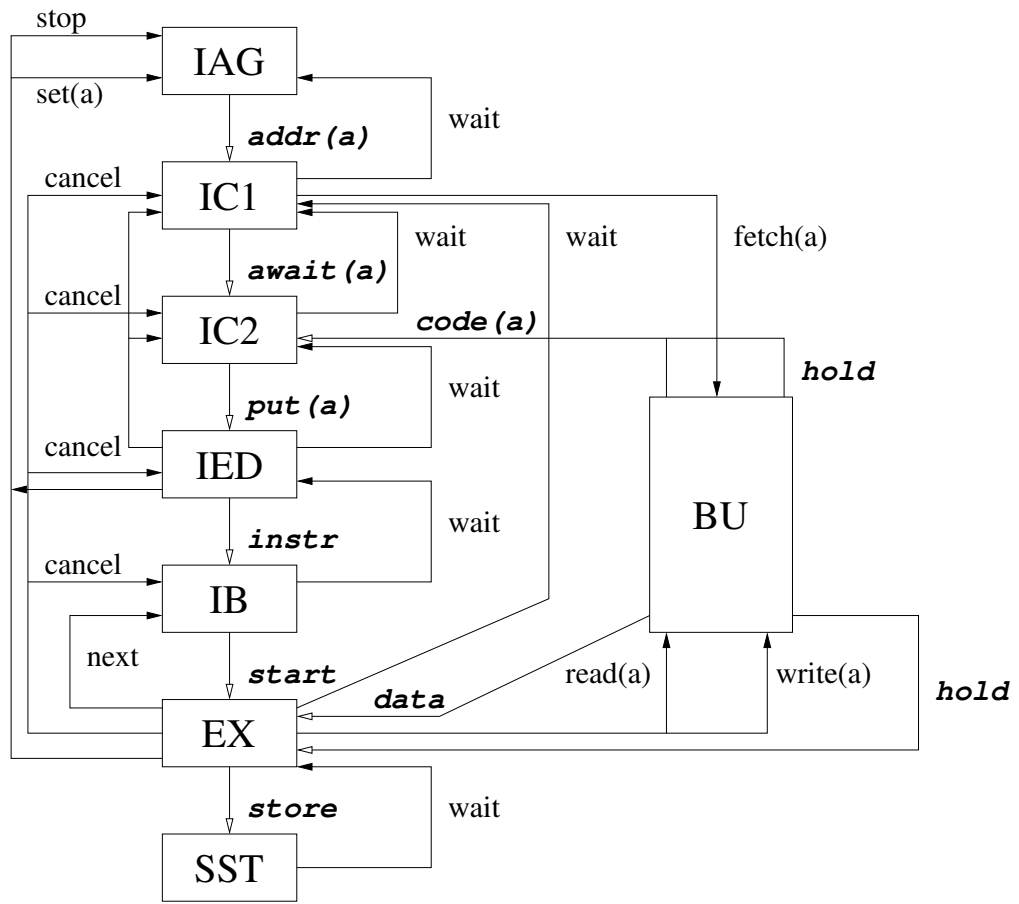 stop
IAG
set(a)
wait
addr(a)
cancel
IC1
wait
wait
fetch(a)
await(a)
cancel
IC2
code(a)
hold
wait
put(a)
cancel
IED
BU
wait
instr
cancel
IB
next
start
read(a)
write(a)
data
hold
EX
store
wait
SST